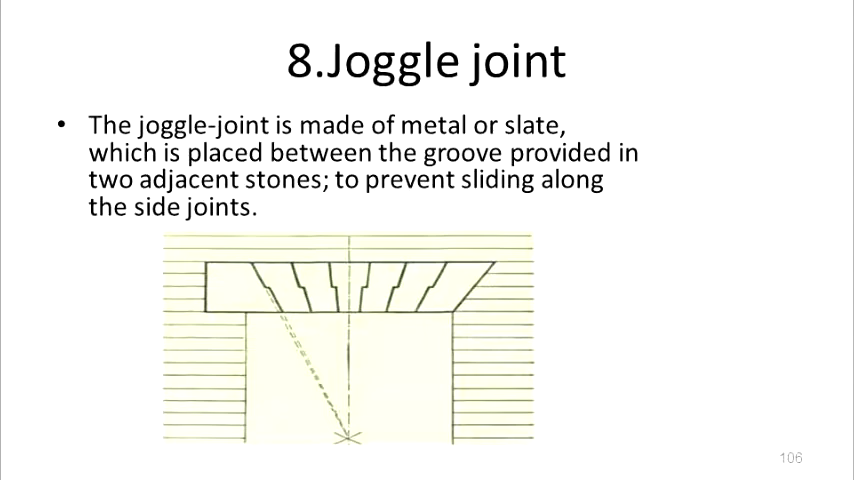 8.Joggle joint
• The joggle-joint is made of metal or slate,
which is placed between the groove provided in
two adjacent stones; to prevent sliding along
the side joints.
106